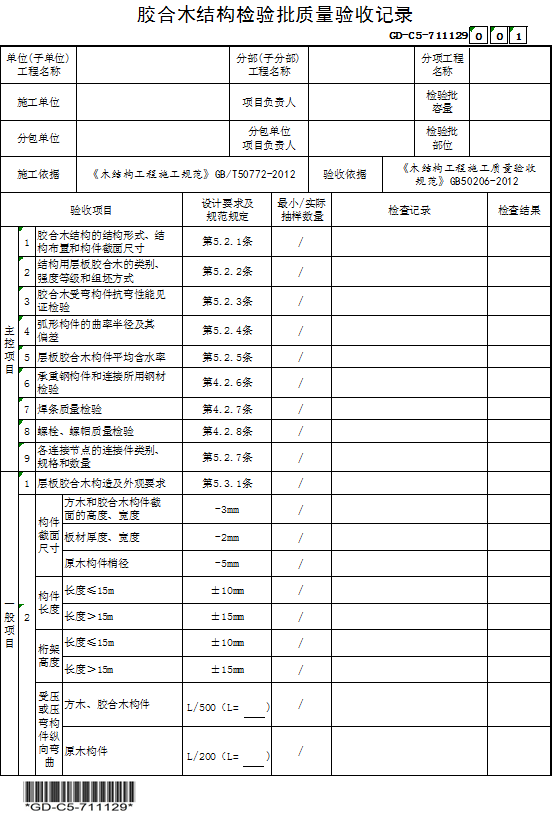 胶合木结构检验批质量验收记录
GD-C5-711129 0 0 1
单位(子单位)
工程名称
分部(子分部)
工程名称
分项工程
名称
施工单位
项目负责人
检验批
容量
分包单位
分包单位
项目负责人
检验批
部位
施工依据
《木结构工程施工规范》GB/T50772-2012
验收依据
《木结构工程施工质量验收
规范》GB50206-2012
验收项目
设计要求及
规范规定
最小/实际
抽样数量
检查记录
检查结果
主控项目
1
胶合木结构的结构形式、结
构布置和构件截面尺寸
第5.2.1条
/
2
结构用层板胶合木的类别、
强度等级和组坯方式
第5.2.2条
/
3
胶合木受弯构件抗弯性能见
证检验
第5.2.3条
/
4
弧形构件的曲率半径及其
偏差
第5.2.4条
/
5
层板胶合木构件平均含水率
第5.2.5条
/
6
承重钢构件和连接所用钢材
检验
第4.2.6条
/
7
焊条质量检验
第4.2.7条
/
8
螺栓、螺帽质量检验
第4.2.8条
/
9
各连接节点的连接件类别、
规格和数量
第5.2.7条
/
一般项目
1
层板胶合木构造及外观要求
第5.3.1条
/
2
构件
截面
尺寸
方木和胶合木构件截
面的高度、宽度
-3mm
/
板材厚度、宽度
-2mm
/
原木构件梢径
-5mm
/
构件
长度
长度≤15m
±10mm
/
长度>15m
±15mm
/
桁架
高度
长度≤15m
±10mm
/
长度>15m
±15mm
/
受压
或压
弯构
件纵
向弯
曲
方木、胶合木构件
L/500（L= ___）
/
原木构件
L/200（L= ___）
/
*GD-C5-711129*